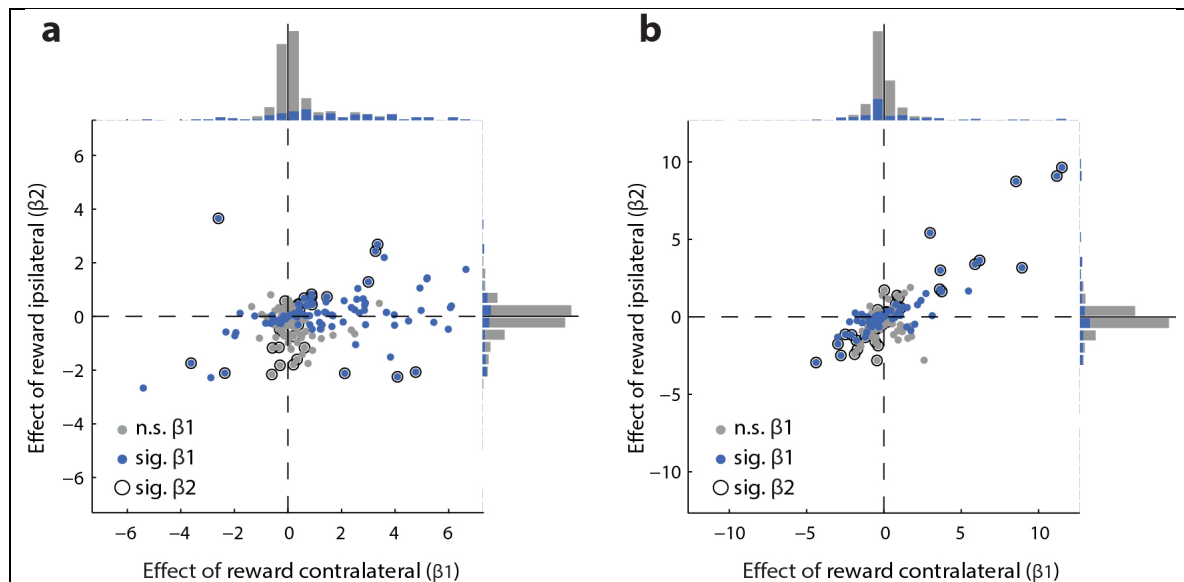 a
6
4
2
0
−2
−4
−6
Effect of reward ipsilateral (β2)
n.s. β1
sig. β1
sig. β2
−6
−4
−2
0
2
4
6
Effect of reward contralateral (β1)
b
10
5
0
−5
−10
Effect of reward ipsilateral (β2)
n.s. β1
sig. β1
sig. β2
−10
−5
0
5
10
Effect of reward contralateral (β1)